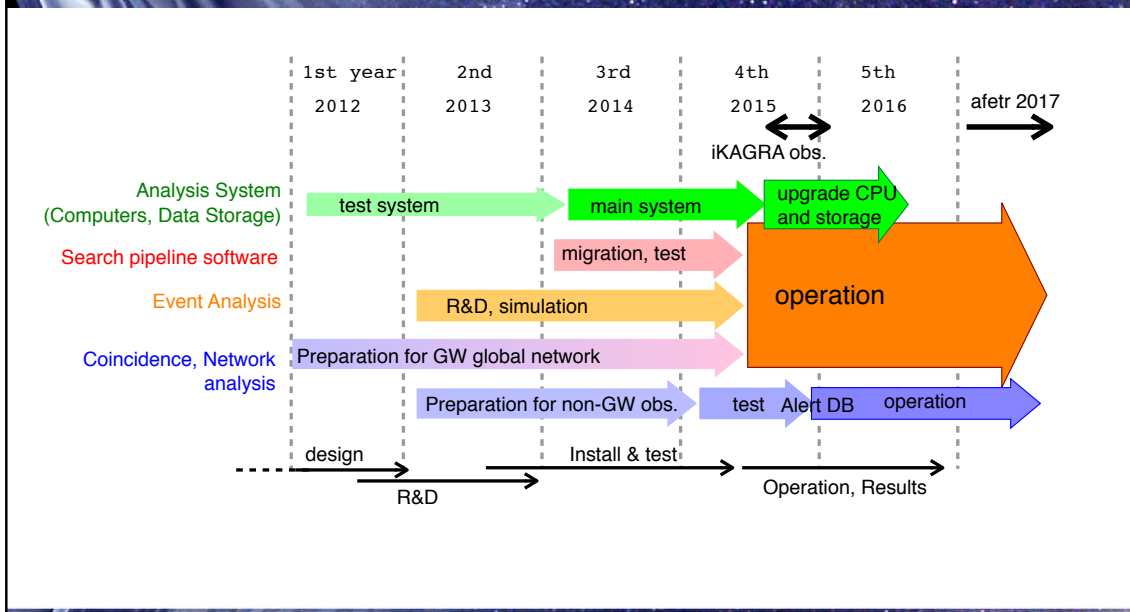 1st year 2nd 3rd 4th 5th
2012 2013 2014 2015 2016 afetr 2017
iKAGRA obs.
Analysis System
(Computers, Data Storage)
test system main system upgrade CPU
and storage
Search pipeline software migration, test
Event Analysis R&D, simulation operation
Coincidence, Network
analysis
Preparation for GW global network
Preparation for non-GW obs. test Alert DB operation
design Install & test
R&D Operation, Results